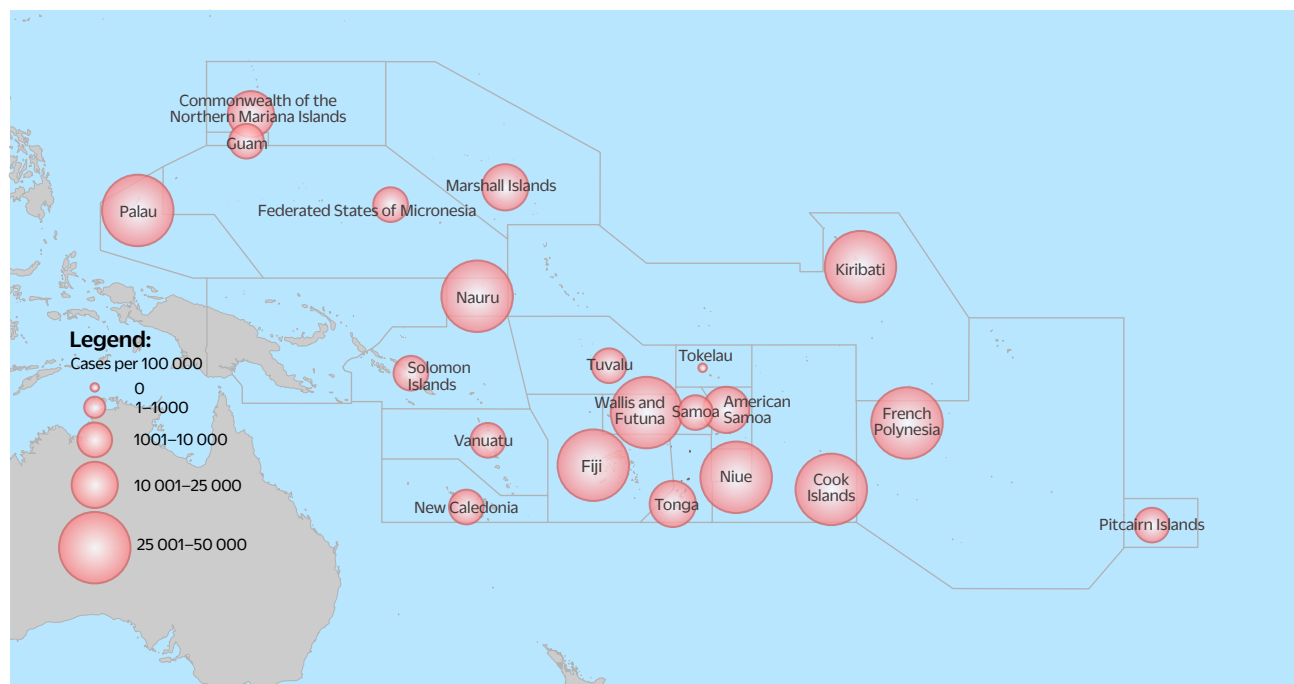 Commonwealth of the
Northern Mariana Islands
Guam
Marshall Islands
Palau
Federated States of Micronesia
Kiribati
Nauru
Legend:
Cases per 100 000
0
1–1000
1001–10 000
10 001–25 000
25 001–50 000
Solomon
Islands
Tuvalu
Tokelau
Wallis and
Futuna
Samoa
American
Samoa
French
Polynesia
Vanuatu
Fiji
Niue
Cook
Islands
New Caledonia
Tonga
Pitcairn Islands